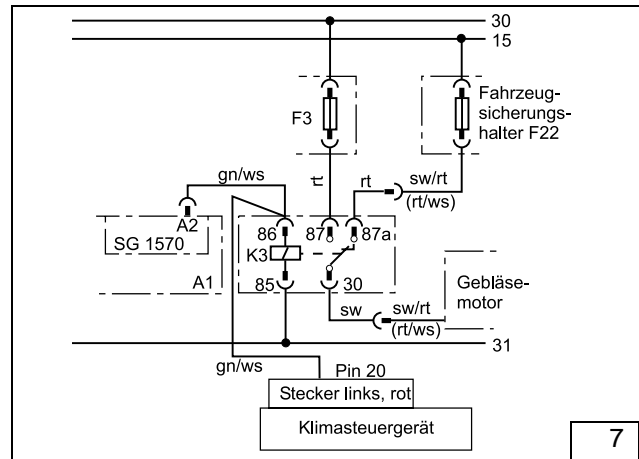 30
15
F3
Fahrzeug-
sicherungs-
halter F22
gn/ws
rt
rt
sw/rt
(rt/ws)
A2
SG 1570
A1
86
87
87a
K3
85
30
Gebläse-
motor
sw
sw/rt
(rt/ws)
31
gn/ws
Pin 20
Stecker links, rot
Klimasteuergerät
7